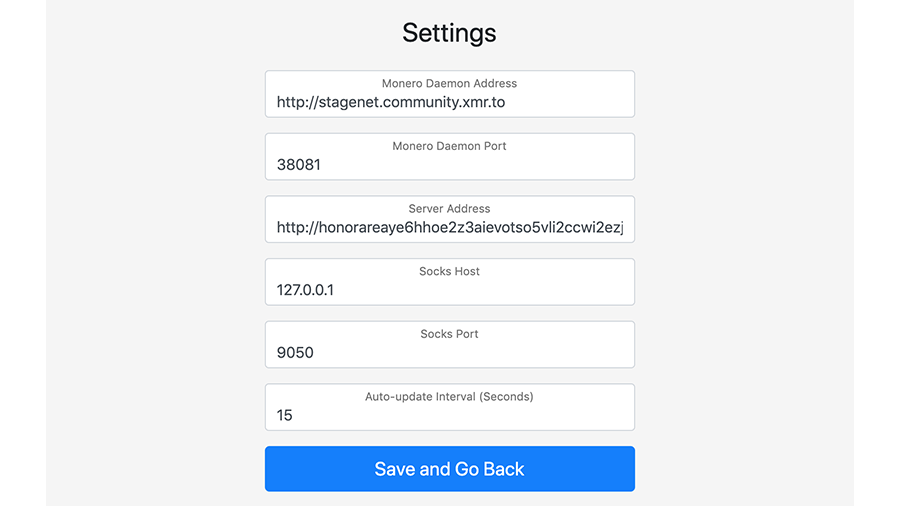 Settings
Monero Daemon Address
http://stagenet.community.xmr.to
Monero Daemon Port
38081
Server Address
http://honorareaye6hhoe2z3aievotso5vli2ccwi2ezj
Socks Host
127.0.0.1
Socks Port
9050
Auto-update Interval (Seconds)
15
Save and Go Back